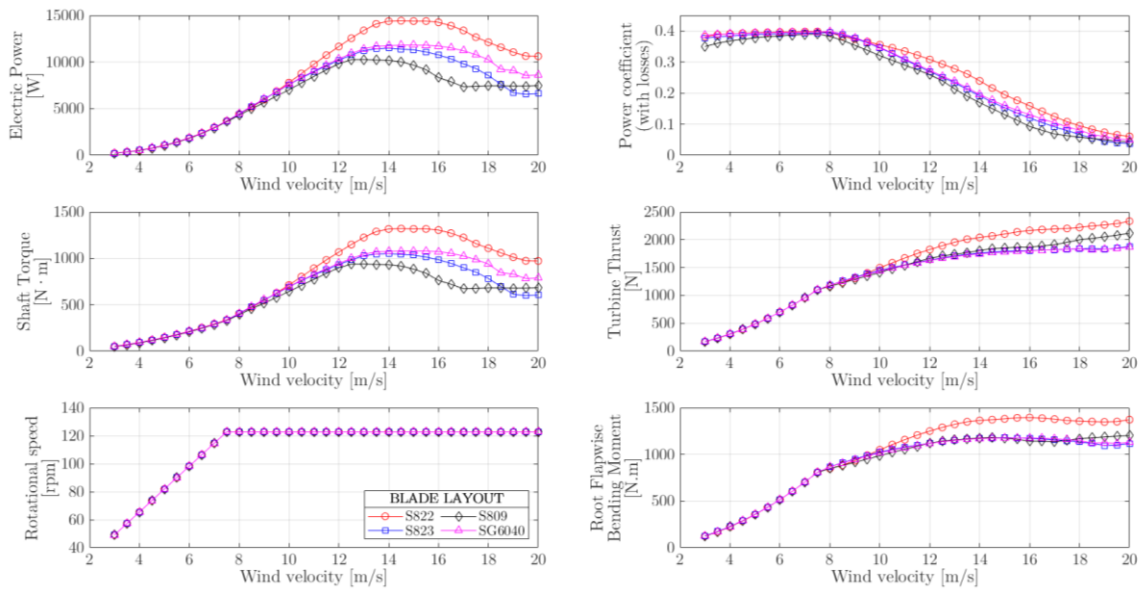 15000
10000
5000
0
Electric Power
[W]
2 4 6 8 10 12 14 16 18 20
Wind velocity [m/s]
0.4
0.3
0.2
0.1
0
Power coefficient
(with losses)
2 4 6 8 10 12 14 16 18 20
Wind velocity [m/s]
1500
1000
500
0
Shaft Torque
[N · m]
2 4 6 8 10 12 14 16 18 20
Wind velocity [m/s]
2500
2000
1500
1000
500
0
Turbine Thrust
[N]
2 4 6 8 10 12 14 16 18 20
Wind velocity [m/s]
140
120
100
80
60
40
Rotational speed
[rpm]
BLADE LAYOUT
S822 S809
S823 SG6040
2 4 6 8 10 12 14 16 18 20
Wind velocity [m/s]
1500
1000
500
0
Root Flapwise
Bending Moment
[N.m]
2 4 6 8 10 12 14 16 18 20
Wind velocity [m/s]